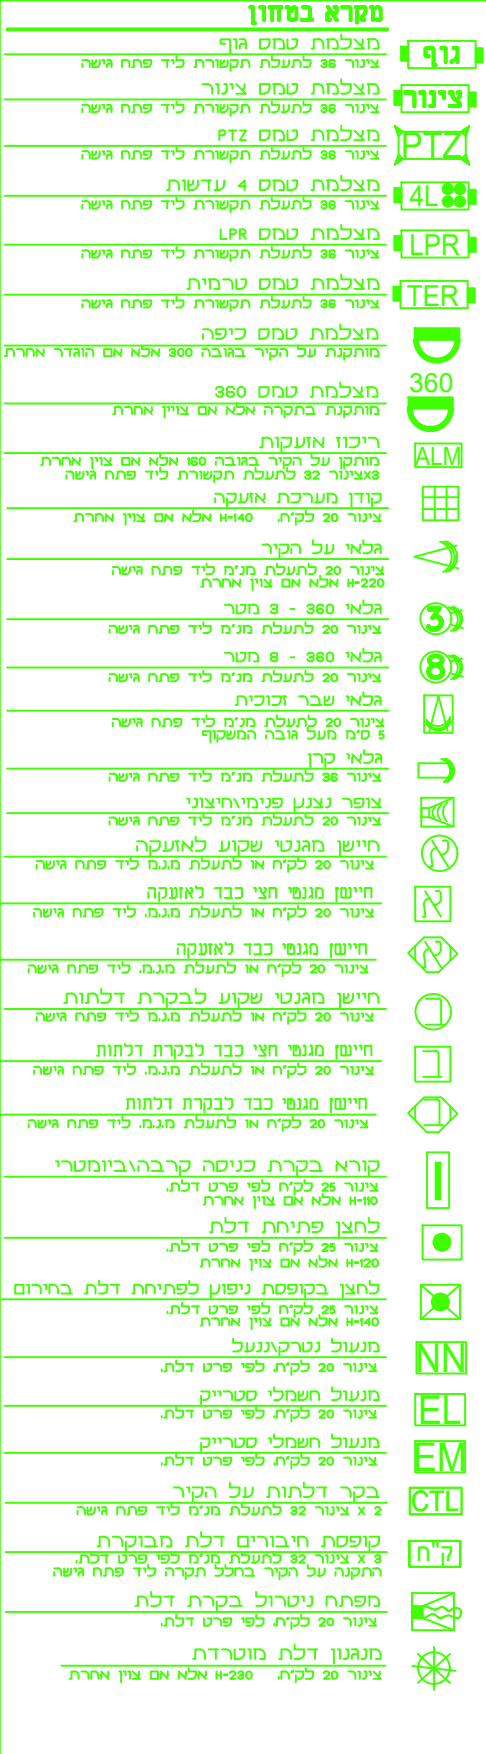 מקרא בטחון
מצלמת טמס גוף
גוף
צינור 36 לתעלת תקשורת ליד פתח גישה
מצלמת טמס צינור
צינור
צינור 36 לתעלת תקשורת ליד פתח גישה
מצלמת טמס PTZ
PTZ
צינור 36 לתעלת תקשורת ליד פתח גישה
מצלמת טמס 4 עדשות
4L
צינור 36 לתעלת תקשורת ליד פתח גישה
מצלמת טמס LPR
LPR
צינור 36 לתעלת תקשורת ליד פתח גישה
מצלמת טמס טרמית
TER
צינור 36 לתעלת תקשורת ליד פתח גישה
מצלמת טמס כיפה
מותקנת על הקיר בגובה 300 אלא אם הוגדר אחרת
360
מצלמת טמס 360
מותקנת בתקרה אלא אם צויין אחרת
ריכוז אזעקות
ALM
מותקן על הקיר בגובה 160 אלא אם צוין אחרת
3xצינור 32 לתעלת תקשורת ליד פתח גישה
קודן מערכת אזעקה
צינור 20 לק'ח. H-140 אלא אם צוין אחרת
גלאי על הקיר
צינור 20 לתעלת מנ'מ ליד פתח גישה
H-220 אלא אם צוין אחרת
גלאי 360 - 3 מטר
3
צינור 20 לתעלת מנ'מ ליד פתח גישה
גלאי 360 - 8 מטר
8
צינור 20 לתעלת מנ'מ ליד פתח גישה
גלאי שבר זכוכית
צינור 20 לתעלת מנ'מ ליד פתח גישה
5 ס'מ מעל גובה המשקוף
גלאי קרן
צינור 36 לתעלת מנ'מ ליד פתח גישה
צופר נצנץ פנימי\חיצוני
צינור 20 לתעלת מנ'מ ליד פתח גישה
חיישן מגנטי שקוע לאזעקה
א
צינור 20 לק'ח או לתעלת מ.נ.מ ליד פתח גישה
חיישן מגנטי חצי כבד לאזעקה
א
צינור 20 לק'ח או לתעלת מ.נ.מ. ליד פתח גישה
חיישן מגנטי כבד לאזעקה
א
צינור 20 לק'ח או לתעלת מ.נ.מ. ליד פתח גישה
חיישן מגנטי שקוע לבקרת דלתות
ב
צינור 20 לק'ח או לתעלת מ.נ.מ ליד פתח גישה
חיישן מגנטי חצי כבד לבקרת דלתות
ב
צינור 20 לק'ח או לתעלת מ.נ.מ. ליד פתח גישה
חיישן מגנטי כבד לבקרת דלתות
ב
צינור 20 לק'ח או לתעלת מ.נ.מ. ליד פתח גישה
קורא בקרת כניסה קרבה\ביומטרי
צינור 25 לק'ח לפי פרט דלת.
H-110 אלא אם צוין אחרת
לחצן פתיחת דלת
צינור 25 לק'ח לפי פרט דלת.
H-120 אלא אם צוין אחרת
לחצן בקופסת ניפוץ לפתיחת דלת בחירום
צינור 25 לק'ח לפי פרט דלת.
H-140 אלא אם צוין אחרת
מנעול נטרק\ננעל
NN
צינור 20 לק'ח. לפי פרט דלת.
מנעול חשמלי סטרייק
EL
צינור 20 לק'ח. לפי פרט דלת.
מנעול חשמלי סטרייק
EM
צינור 20 לק'ח. לפי פרט דלת.
בקר דלתות על הקיר
CTL
2 x צינור 32 לתעלת מנ'מ ליד פתח גישה
קופסת חיבורים דלת מבוקרת
ק"ח
3 x צינור 32 לתעלת מנ'מ לפי פרט דלת.
התקנה על הקיר בחלל תקרה ליד פתח גישה
מפתח ניטרול בקרת דלת
צינור 20 לק'ח. לפי פרט דלת.
מנגנון דלת מוטרדת
צינור 20 לק'ח. H-230 אלא אם צוין אחרת